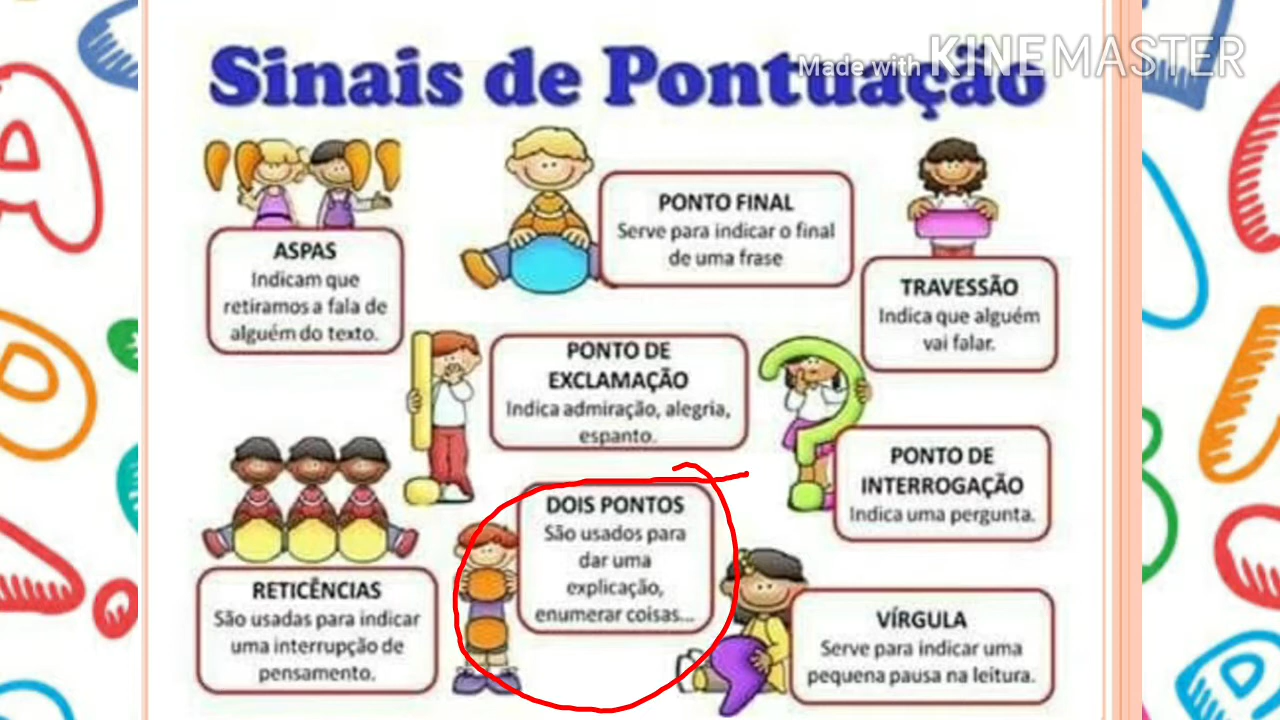 Sinais de Pontuação
Made with KINEMASTER
ASPAS
Indicam que
retiramos a fala de
alguém do texto.
PONTO FINAL
Serve para indicar o final
de uma frase
TRAVESSÃO
Indica que alguém
vai falar.
PONTO DE
EXCLAMAÇÃO
Indica admiração, alegria,
espanto.
PONTO DE
INTERROGAÇÃO
Indica uma pergunta.
DOIS PONTOS
São usados para
dar uma
explicação,
enumerar coisas...
RETICÊNCIAS
São usadas para indicar
uma interrupção de
pensamento.
VÍRGULA
Serve para indicar uma
pequena pausa na leitura.